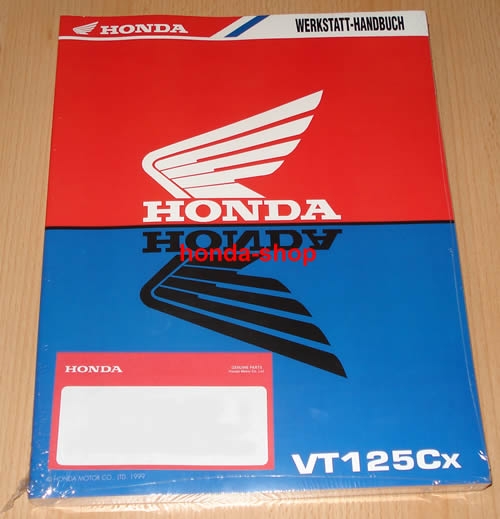 HONDA
WERKSTATT-HANDBUCH
HONDA
HONDA
honda-shop
HONDA
GENUINE PARTS
Honda Motor Co., Ltd.
VT125Cx
© HONDA MOTOR CO., LTD. 1999